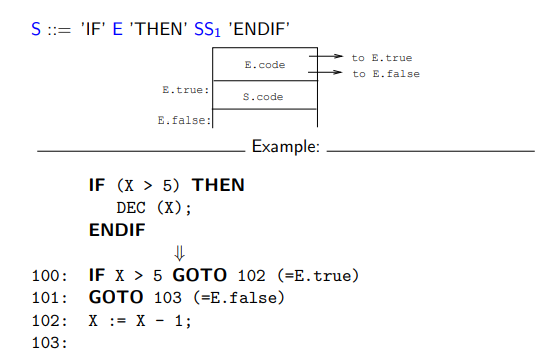 S ::= 'IF' E 'THEN' SS₁ 'ENDIF'
E.code
to E.true
to E.false
E.true:
S.code
E.false:
Example:
IF (X > 5) THEN
DEC (X);
ENDIF
⇓
100: IF X > 5 GOTO 102 (=E.true)
101: GOTO 103 (=E.false)
102: X := X - 1;
103: